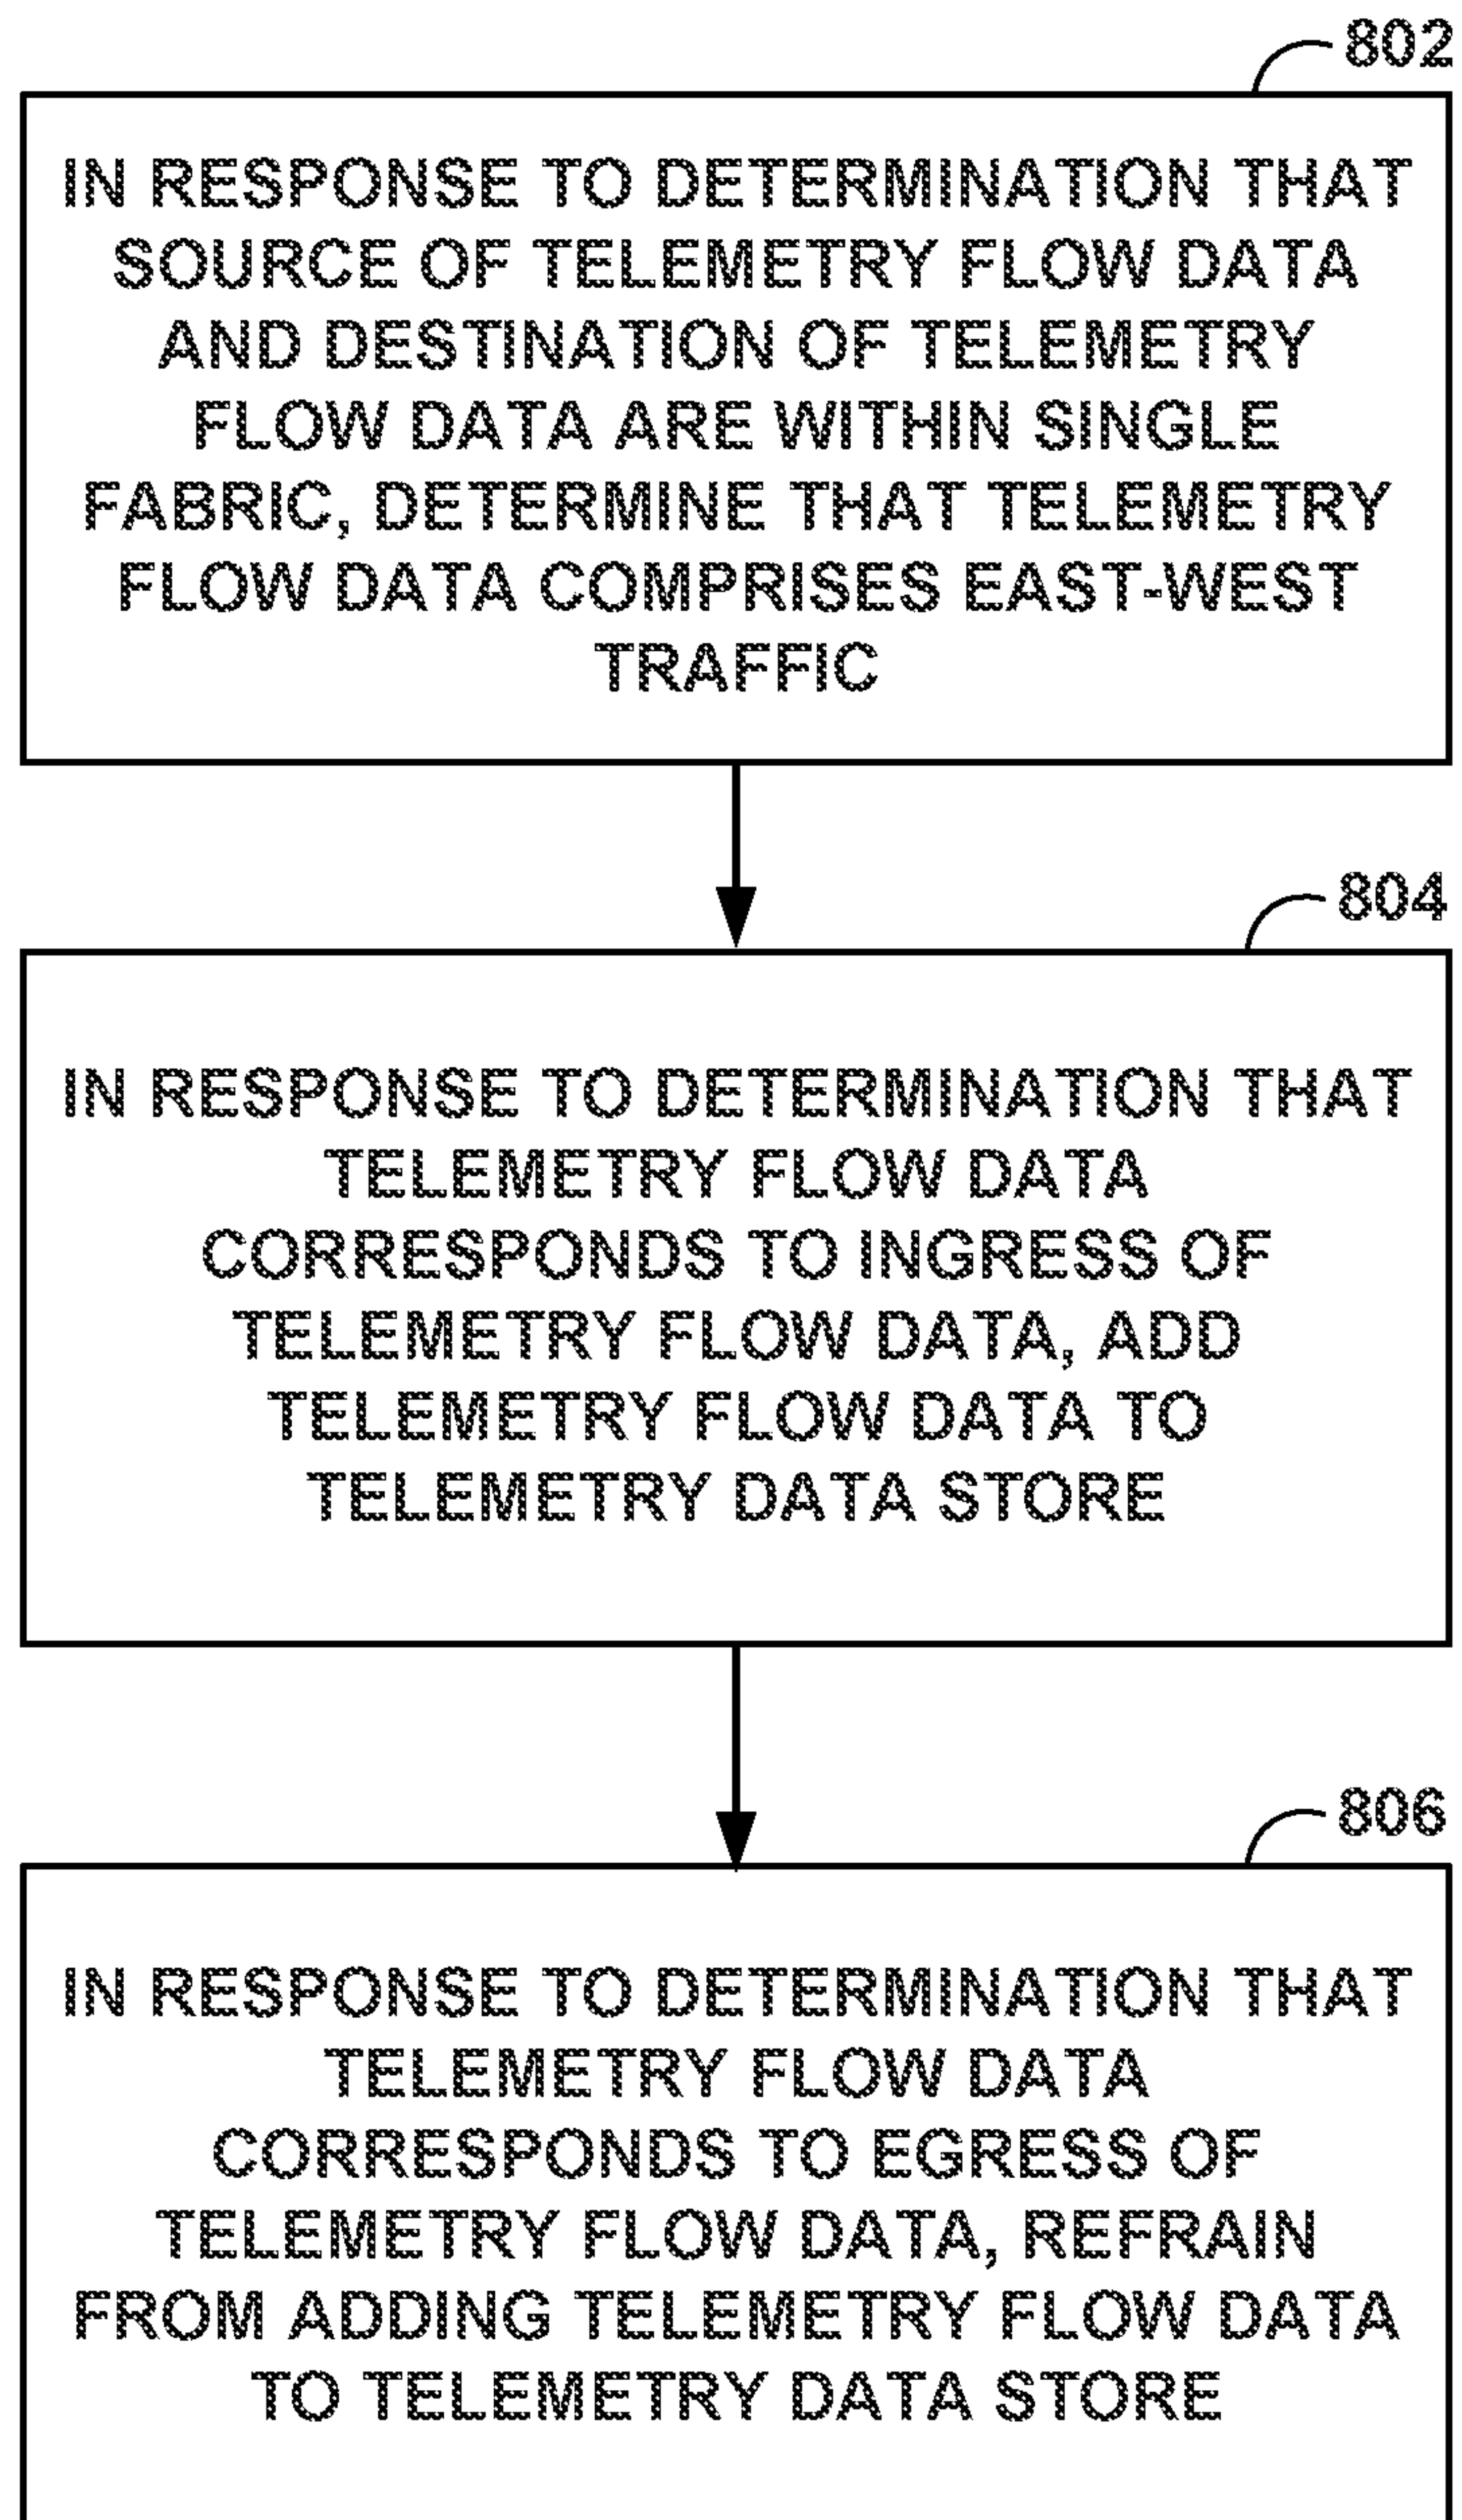 802
IN RESPONSE TO DETERMINATION THAT
SOURCE OF TELEMETRY FLOW DATA
AND DESTINATION OF TELEMETRY
FLOW DATA ARE WITHIN SINGLE
FABRIC, DETERMINE THAT TELEMETRY
FLOW DATA COMPRISES EAST-WEST
TRAFFIC
804
IN RESPONSE TO DETERMINATION THAT
TELEMETRY FLOW DATA
CORRESPONDS TO INGRESS OF
TELEMETRY FLOW DATA, ADD
TELEMETRY FLOW DATA TO
TELEMETRY DATA STORE
806
IN RESPONSE TO DETERMINATION THAT
TELEMETRY FLOW DATA
CORRESPONDS TO EGRESS OF
TELEMETRY FLOW DATA, REFRAIN
FROM ADDING TELEMETRY FLOW DATA
TO TELEMETRY DATA STORE